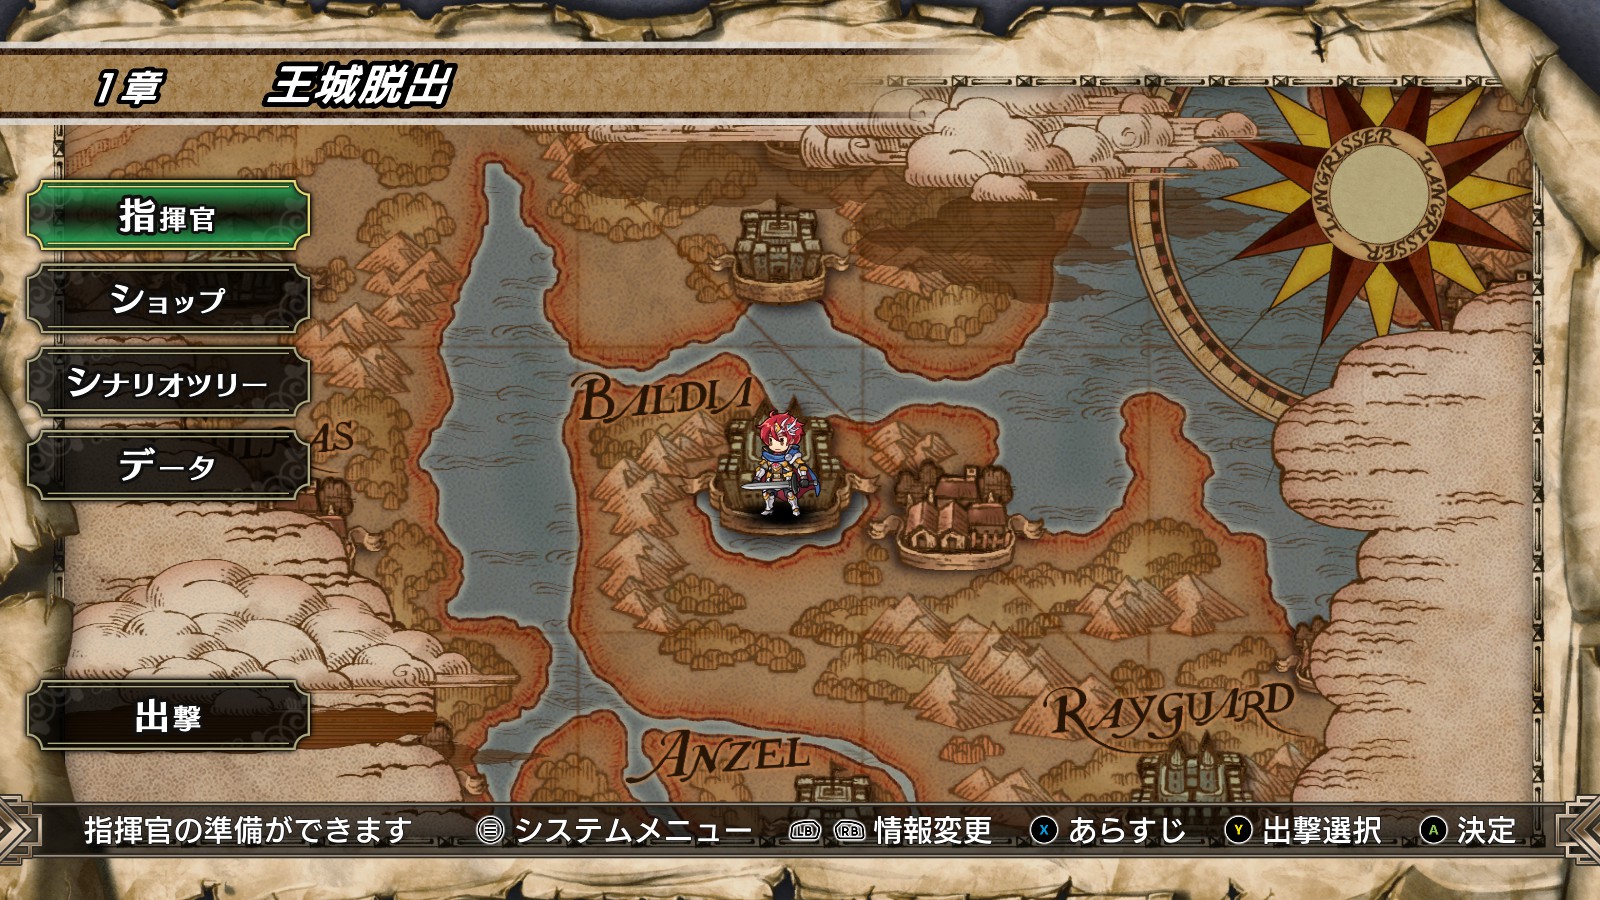 1章 王城脱出
LANGRISSER LANGRISSER
指揮官
ショップ
シナリオツリー
データ
出撃
BALDIA
AS
RAYGUARD
ANZEL
指揮官の準備ができます システムメニュー LB RB 情報変更 X あらすじ Y 出撃選択 A 決定